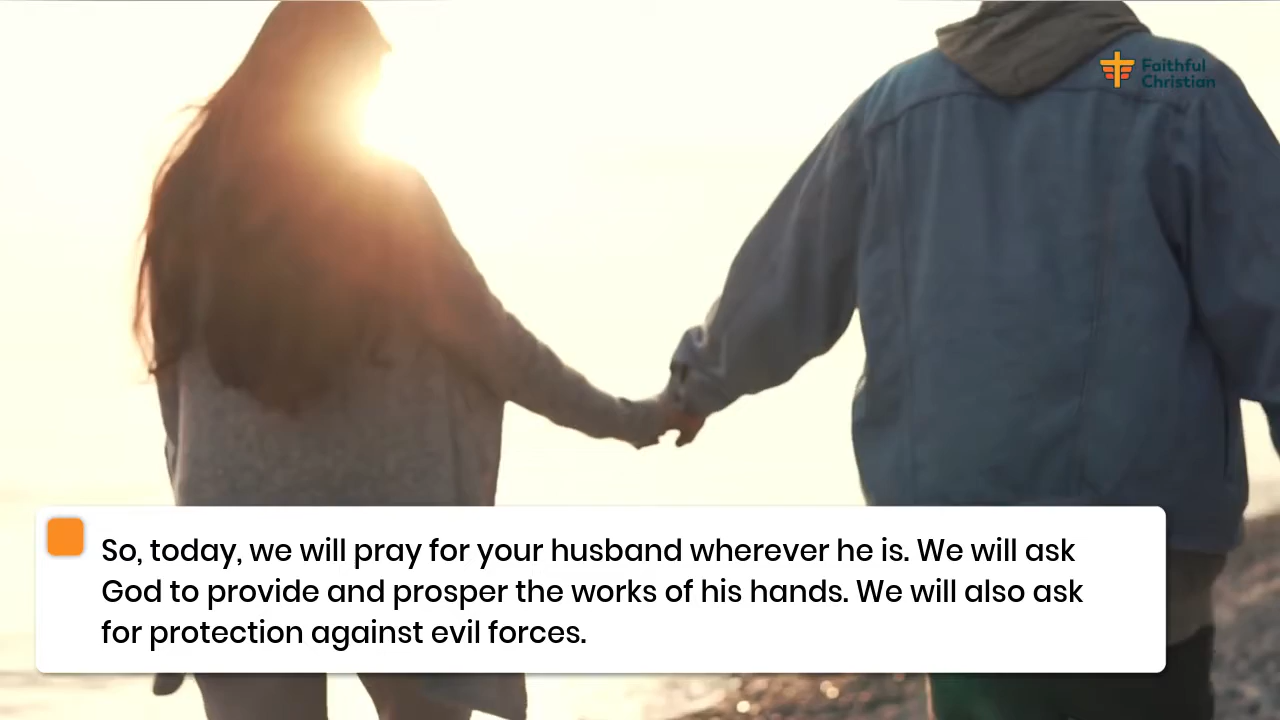 Faithful
Christian
So, today, we will pray for your husband wherever he is. We will ask
God to provide and prosper the works of his hands. We will also ask
for protection against evil forces.